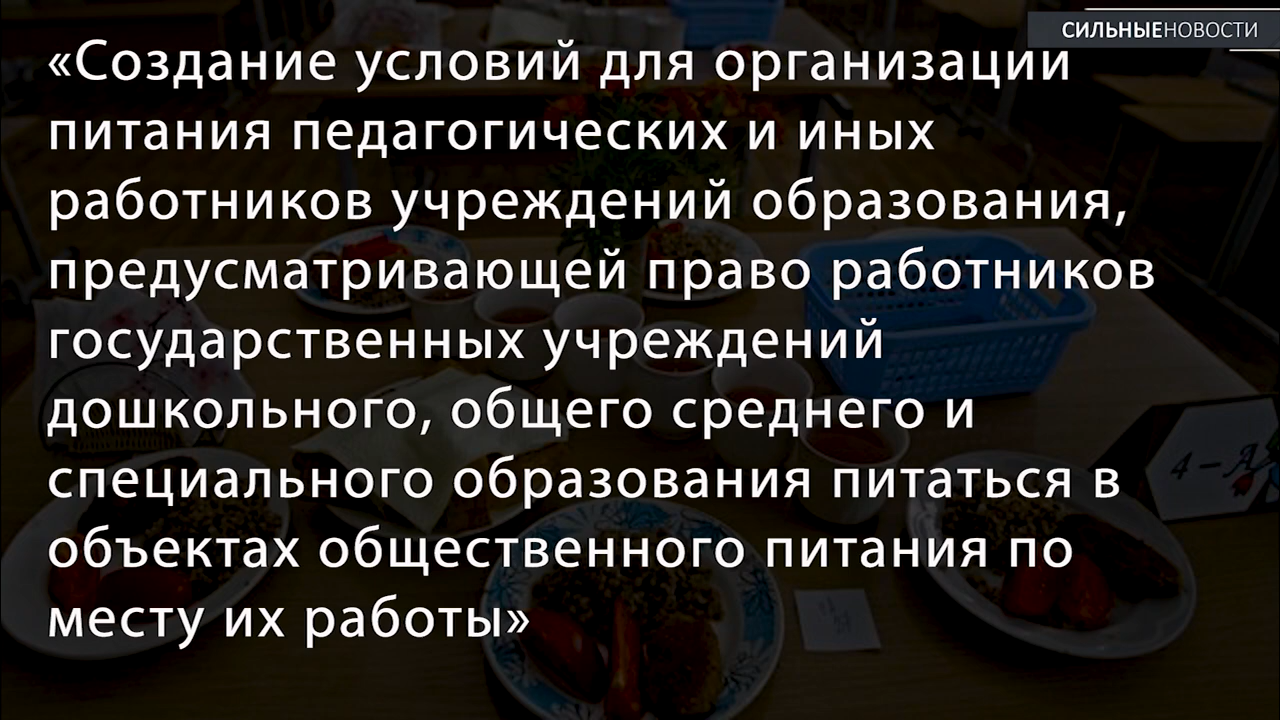 СИЛЬНЫЕНОВОСТИ
«Создание условий для организации
питания педагогических и иных
работников учреждений образования,
предусматривающей право работников
государственных учреждений
дошкольного, общего среднего и
специального образования питаться в
объектах общественного питания по
месту их работы»